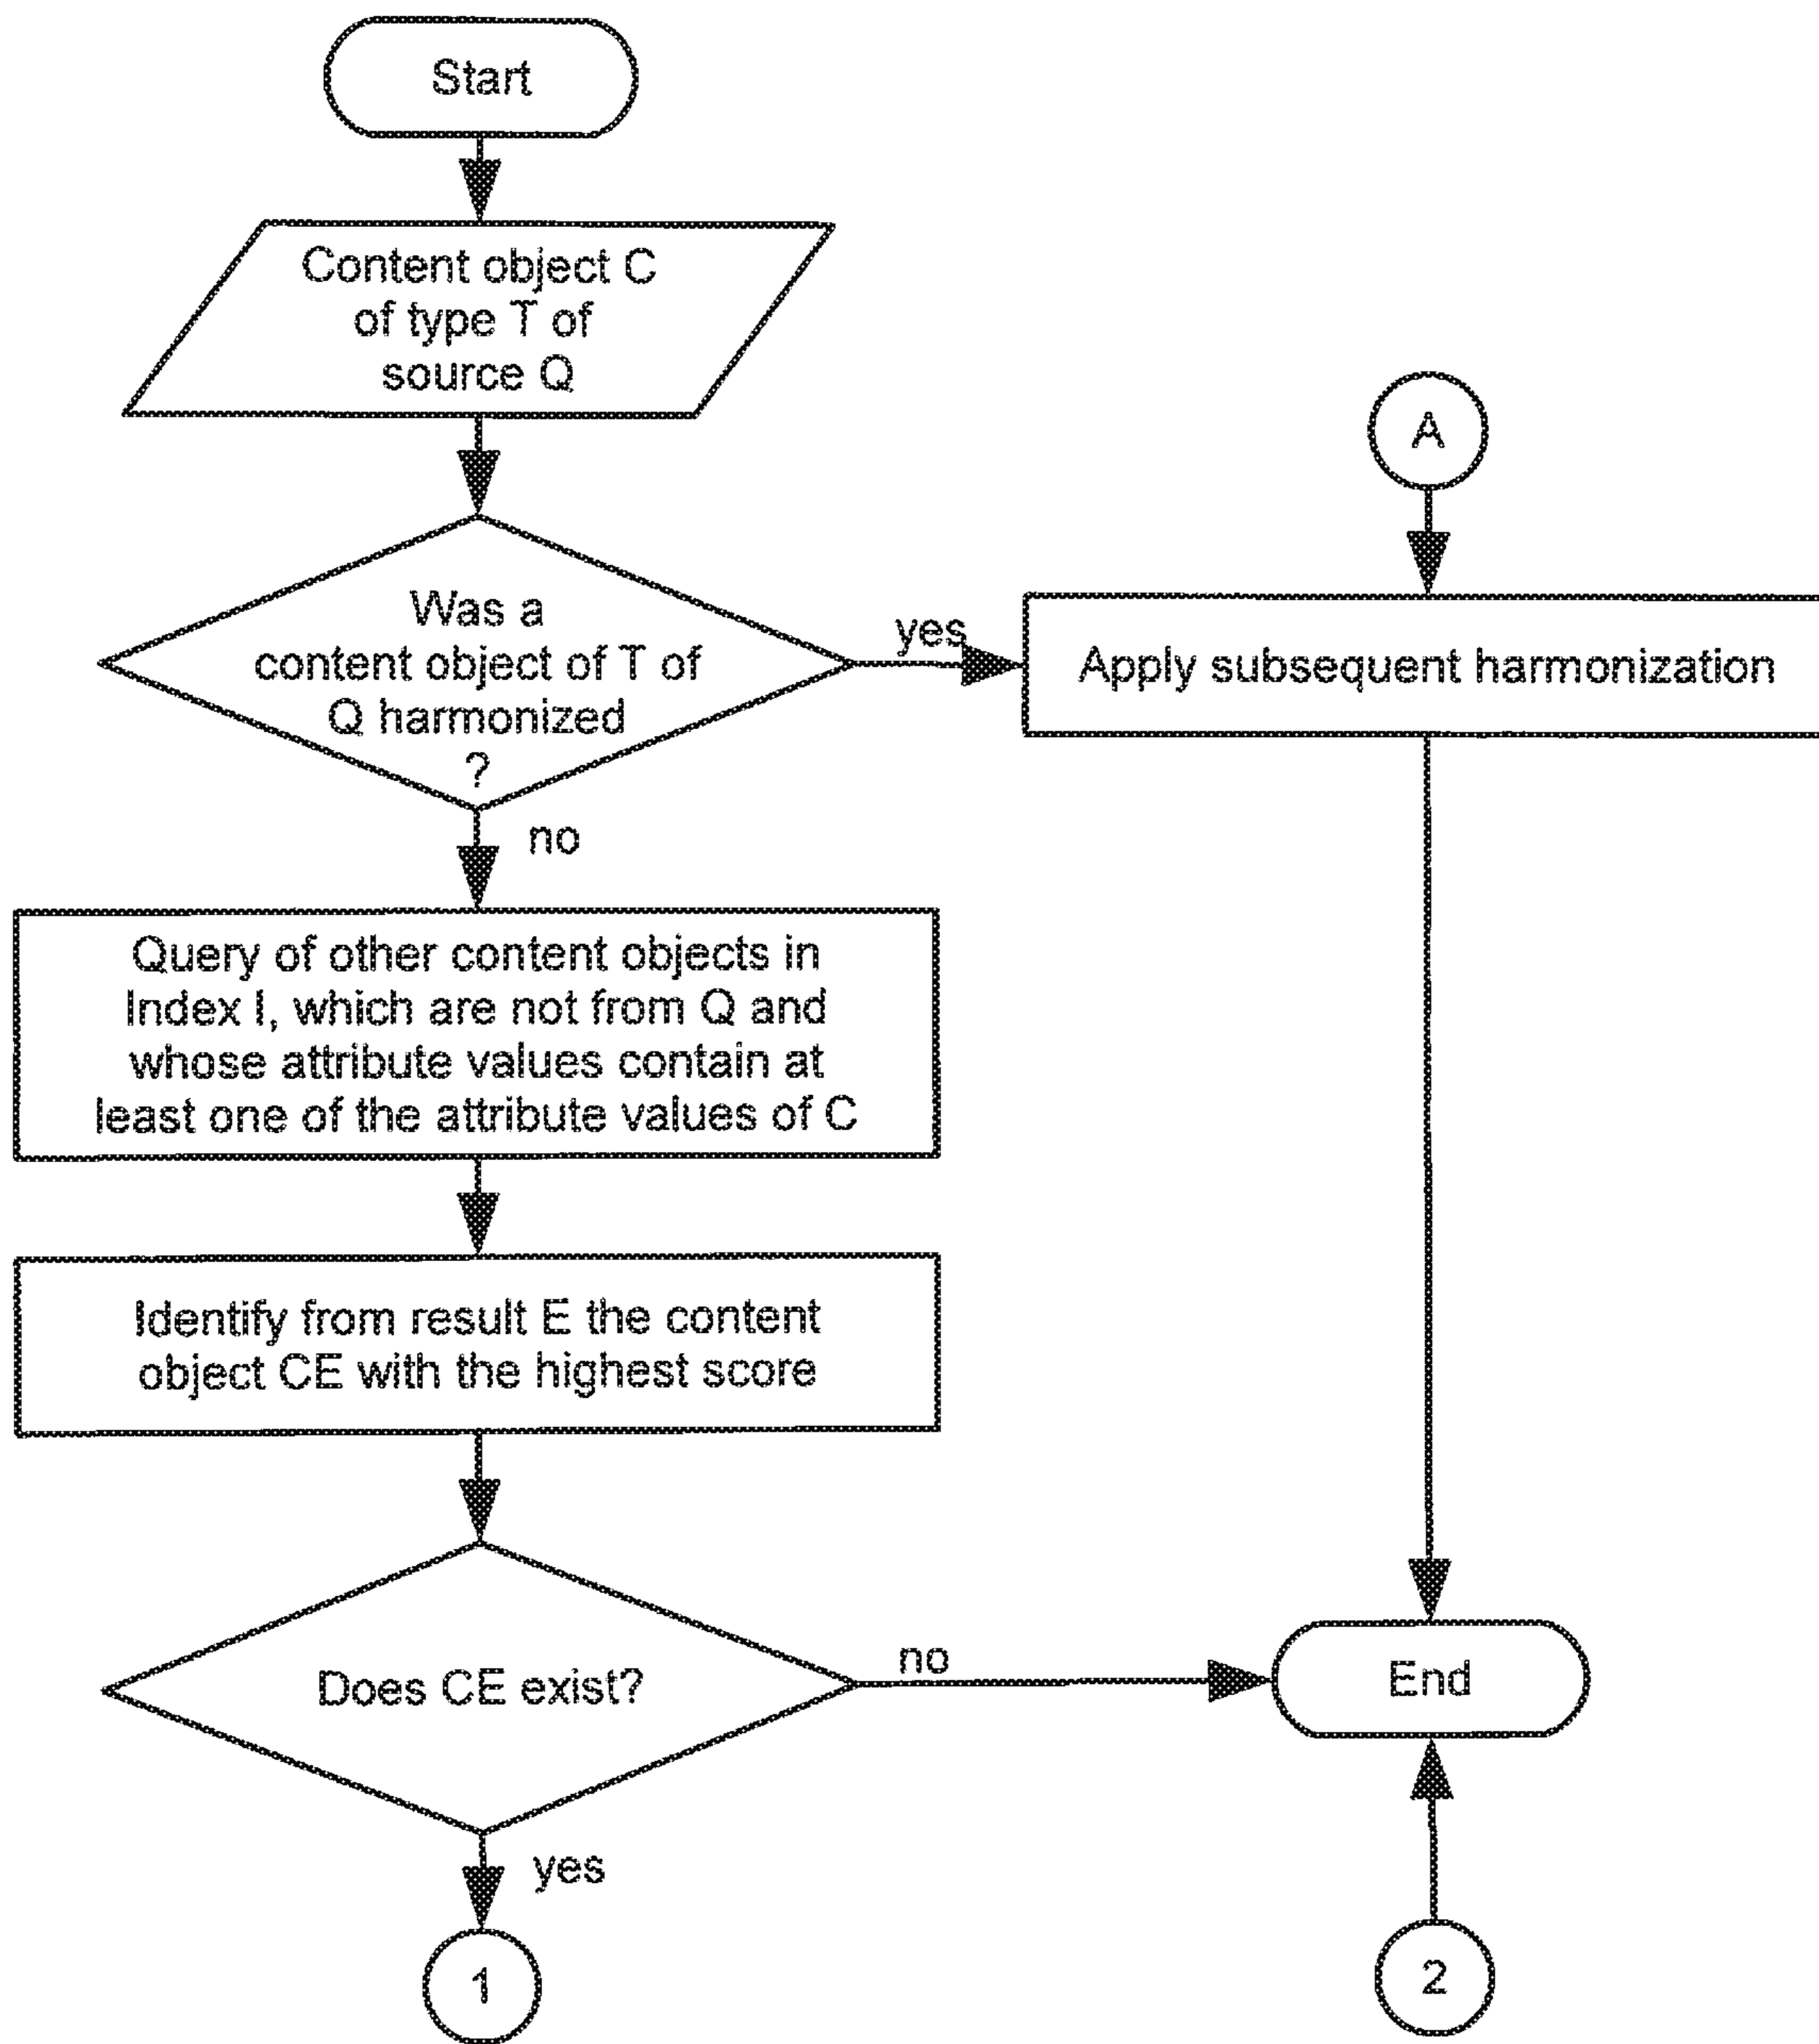 Start
Content object C
of type T of
source Q
A
Was a
content object of T of
Q harmonized
?
yes
Apply subsequent harmonization
no
Query of other content objects in
Index I, which are not from Q and
whose attribute values contain at
least one of the attribute values of C
Identify from result E the content
object CE with the highest score
Does CE exist?
no
End
yes
1
2